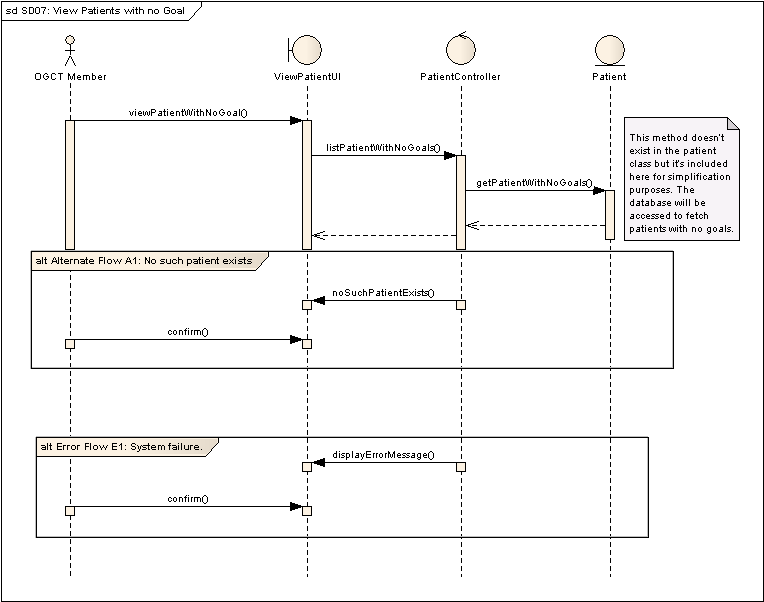 sd SD07: View Patients with no Goal
OGCT Member
ViewPatientUI
PatientController
Patient
viewPatientWithNoGoal()
listPatientWithNoGoals()
getPatientWithNoGoals()
This method doesn't
exist in the patient
class but it's included
here for simplification
purposes. The
database will be
accessed to fetch
patients with no goals.
alt Alternate Flow A1: No such patient exists
noSuchPatientExists()
confirm()
alt Error Flow E1: System failure.
displayErrorMessage()
confirm()